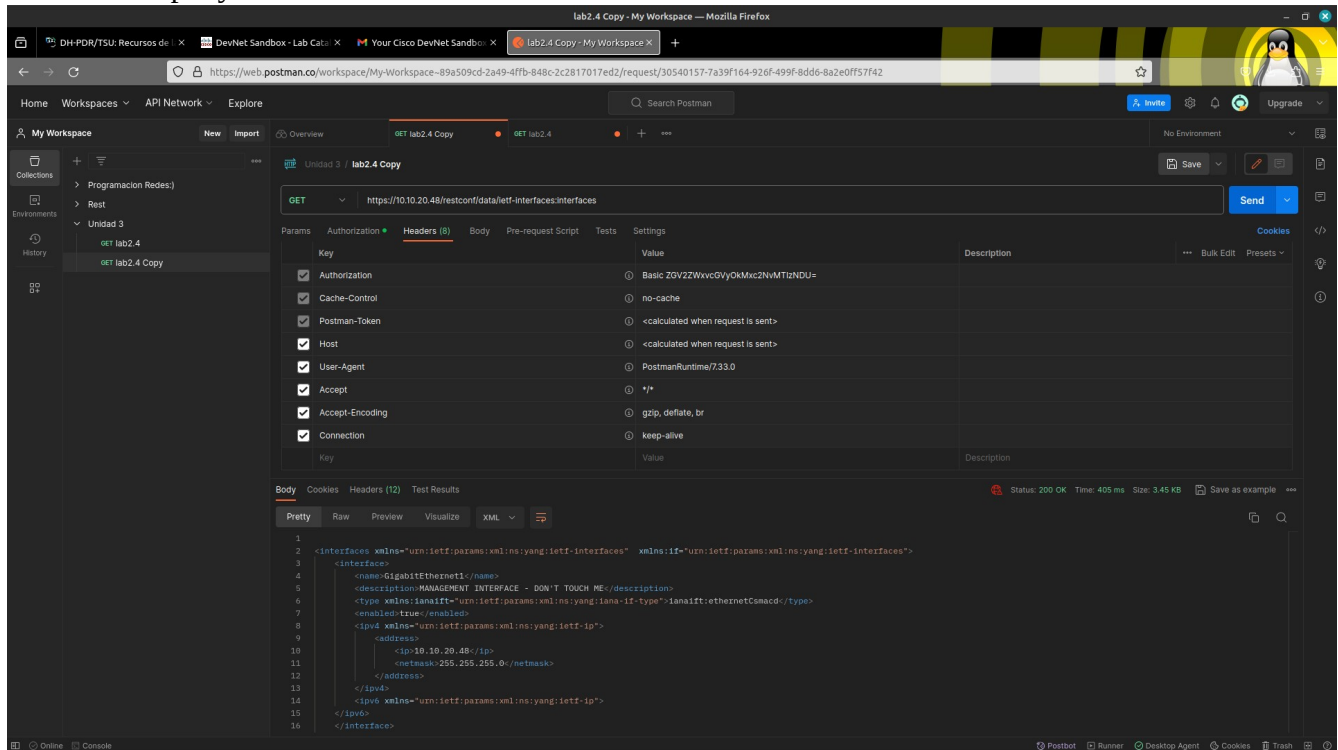 lab2.4 Copy - My Workspace — Mozilla Firefox
DH-PDR/TSU: Recursos de l
DevNet Sandbox - Lab Cata
Your Cisco DevNet Sandbox
lab2.4 Copy - My Workspace
https://web.postman.co/workspace/My-Workspace~89a509cd-2a49-4ffb-848c-2c2817017ed2/request/30540157-7a39f164-926f-499f-8dd6-8a2e0ff57f42
Home Workspaces API Network Explore Search Postman Invite Upgrade
My Workspace New Import Overview GET lab2.4 Copy GET lab2.4 No Environment
Collections
Environments
History
Programacion Redes:)
Rest
Unidad 3
GET lab2.4
GET lab2.4 Copy
HTTP Unidad 3 / lab2.4 Copy Save
GET https://10.10.20.48/restconf/data/ietf-interfaces:interfaces Send
Params Authorization Headers (8) Body Pre-request Script Tests Settings Cookies
Key Value Description Bulk Edit Presets
Authorization Basic ZGV2ZWxvcGVyOkMxc2NvMTIzNDU=
Cache-Control no-cache
Postman-Token <calculated when request is sent>
Host <calculated when request is sent>
User-Agent PostmanRuntime/7.33.0
Accept */*
Accept-Encoding gzip, deflate, br
Connection keep-alive
Key Value Description
Body Cookies Headers (12) Test Results Status: 200 OK Time: 405 ms Size: 3.45 KB Save as example
Pretty Raw Preview Visualize XML
1
2 <interfaces xmlns="urn:ietf:params:xml:ns:yang:ietf-interfaces" xmlns:if="urn:ietf:params:xml:ns:yang:ietf-interfaces">
3 <interface>
4 <name>GigabitEthernet1</name>
5 <description>MANAGEMENT INTERFACE - DON'T TOUCH ME</description>
6 <type xmlns:ianaift="urn:ietf:params:xml:ns:yang:iana-if-type">ianaift:ethernetCsmacd</type>
7 <enabled>true</enabled>
8 <ipv4 xmlns="urn:ietf:params:xml:ns:yang:ietf-ip">
9 <address>
10 <ip>10.10.20.48</ip>
11 <netmask>255.255.255.0</netmask>
12 </address>
13 </ipv4>
14 <ipv6 xmlns="urn:ietf:params:xml:ns:yang:ietf-ip">
15 </ipv6>
16 </interface>
Online Console Postbot Runner Desktop Agent Cookies Trash